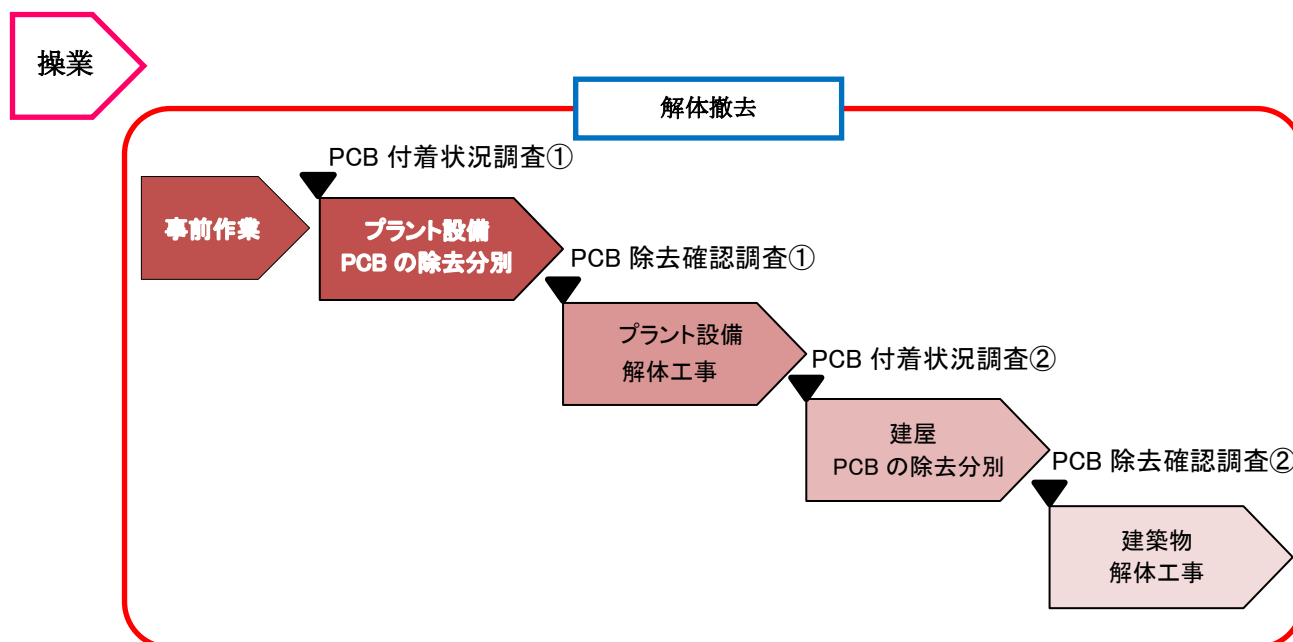 操業
解体撤去
PCB 付着状況調査①
事前作業
プラント設備
PCB の除去分別
PCB 除去確認調査①
プラント設備
解体工事
PCB 付着状況調査②
建屋
PCB の除去分別
PCB 除去確認調査②
建築物
解体工事